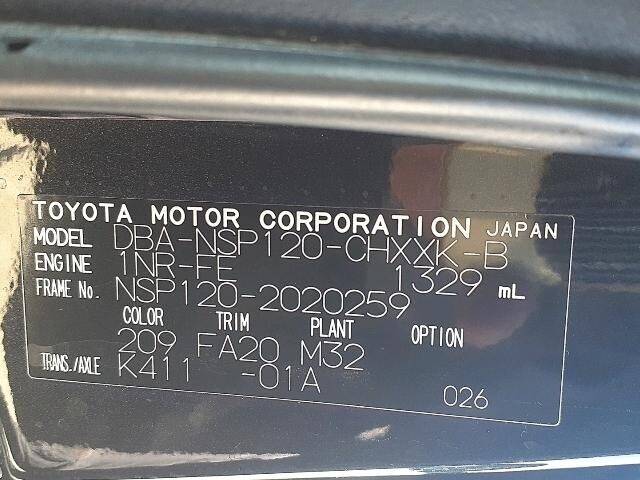 TOYOTA MOTOR CORPORATION JAPAN
MODEL DBA-NSP120-CHXXK-B
ENGINE 1NR-FE 1329 mL
FRAME No. NSP120-2020259
COLOR TRIM PLANT OPTION
209 FA20 M32
TRANS./AXLE K411 -01A
026